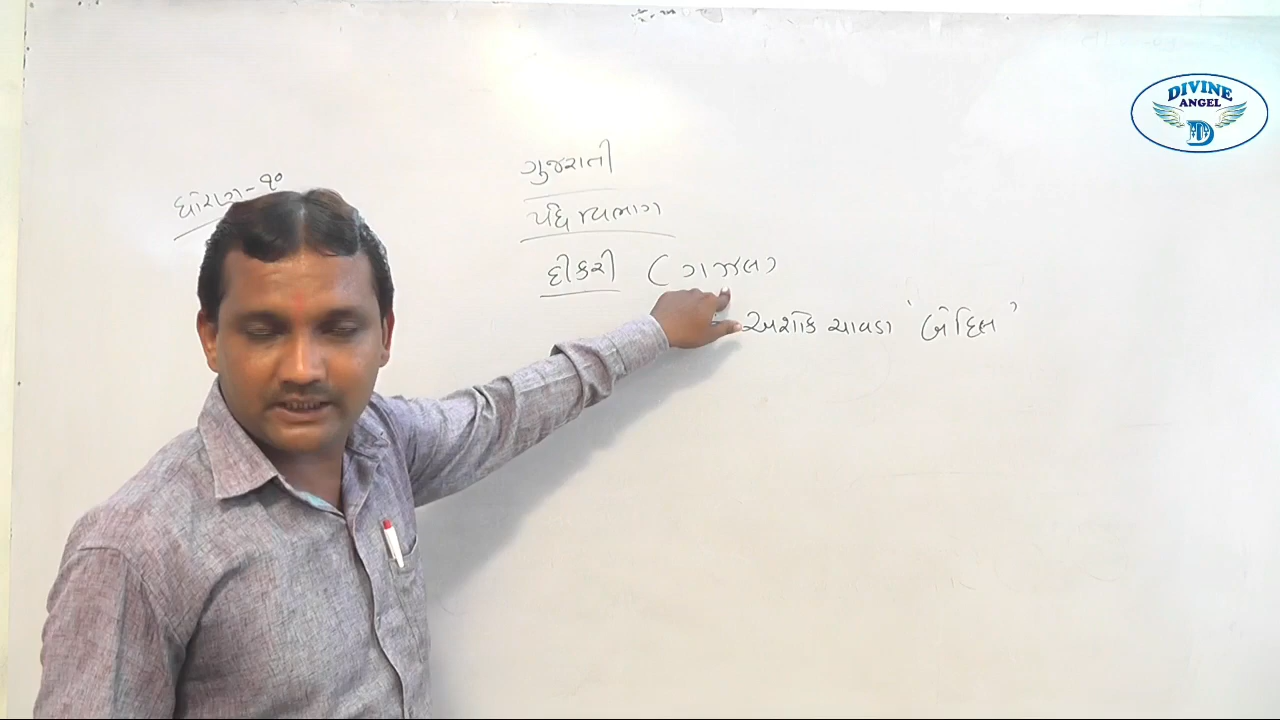 DIVINE
ANGEL
D
ધોરણ-૧૦
ગુજરાતી
પદ્ય વિભાગ
દીકરી (ગઝલ)
- અશોક ચાવડા 'બેદિલ'